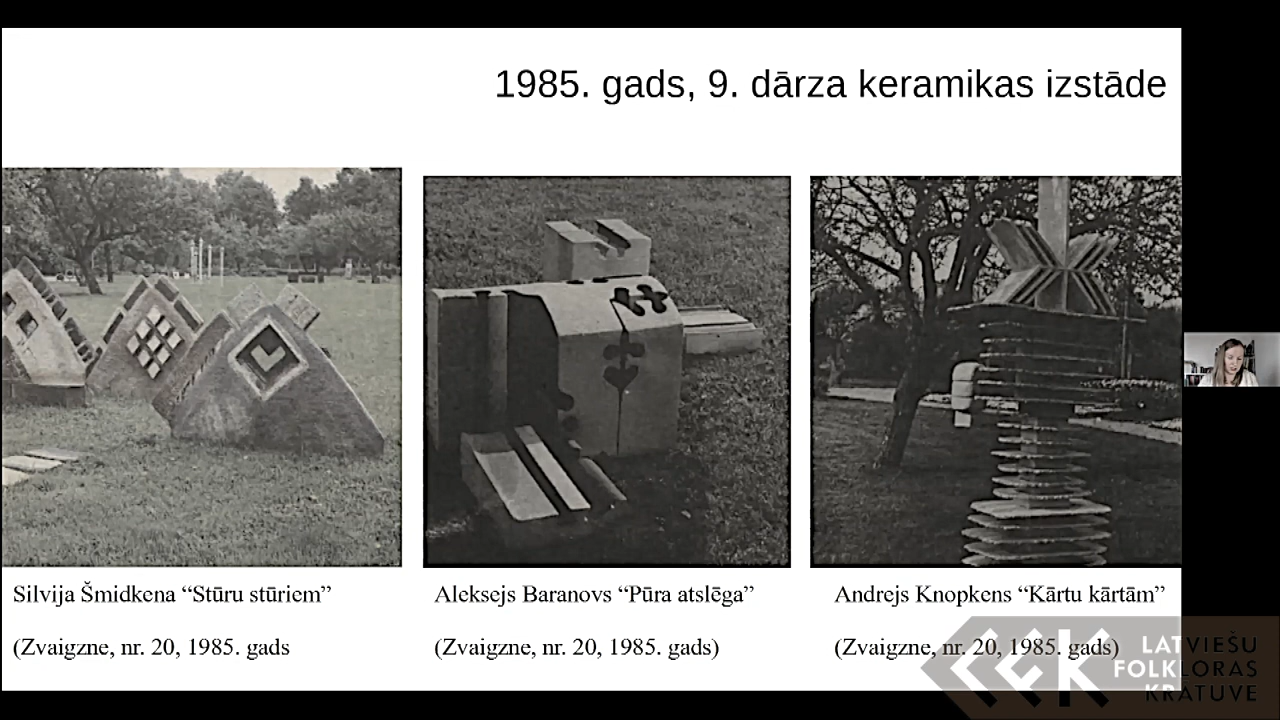 1985. gads, 9. dārza keramikas izstāde
Silvija Šmidkena “Stūru stūriem”
(Zvaigzne, nr. 20, 1985. gads
Aleksejs Baranovs “Pūra atslēga”
(Zvaigzne, nr. 20, 1985. gads)
Andrejs Knopkens “Kārtu kārtām”
(Zvaigzne, nr. 20, 1985. gads)
LATVIEŠU
FOLKLORAS
KRATUVE